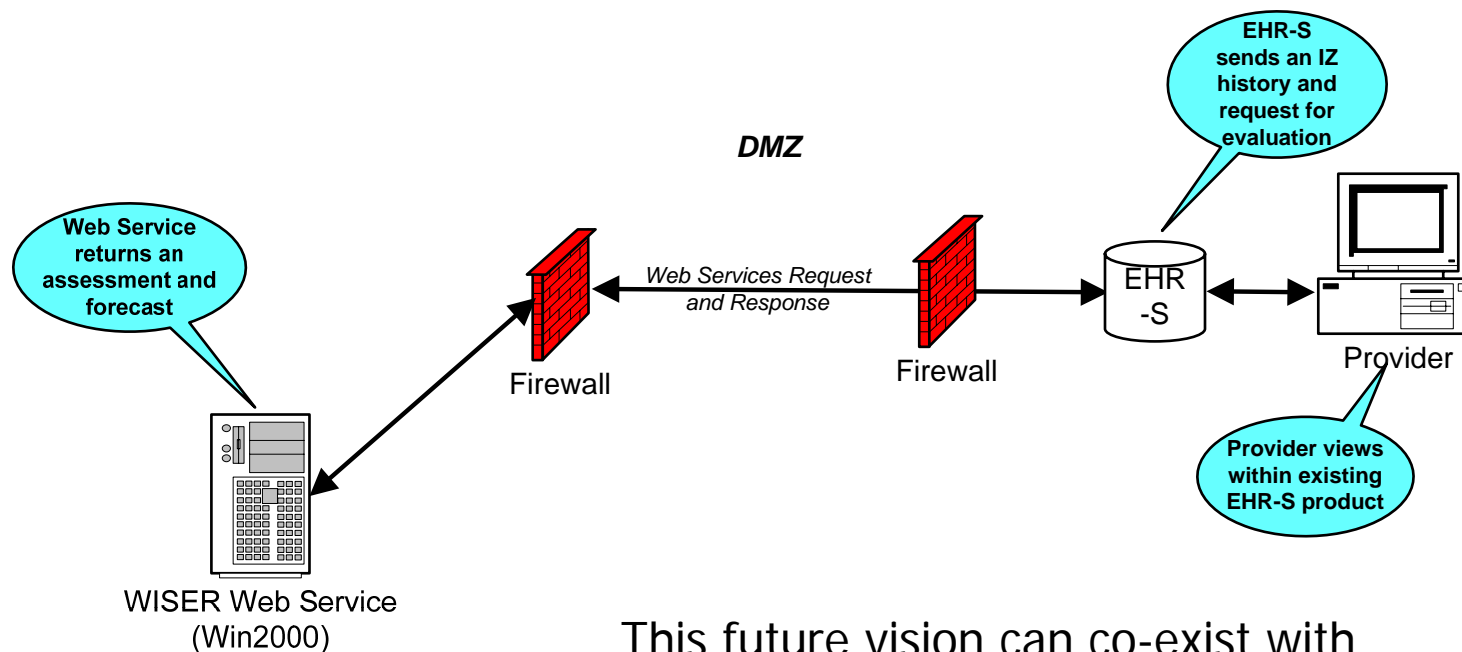 EHR-S
sends an IZ
history and
request for
evaluation
DMZ
Web Service
returns an
assessment and
forecast
Web Services Request
and Response
EHR
-S
Firewall
Firewall
Provider
Provider views
within existing
EHR-S product
WISER Web Service
(Win2000)
This future vision can co-exist with